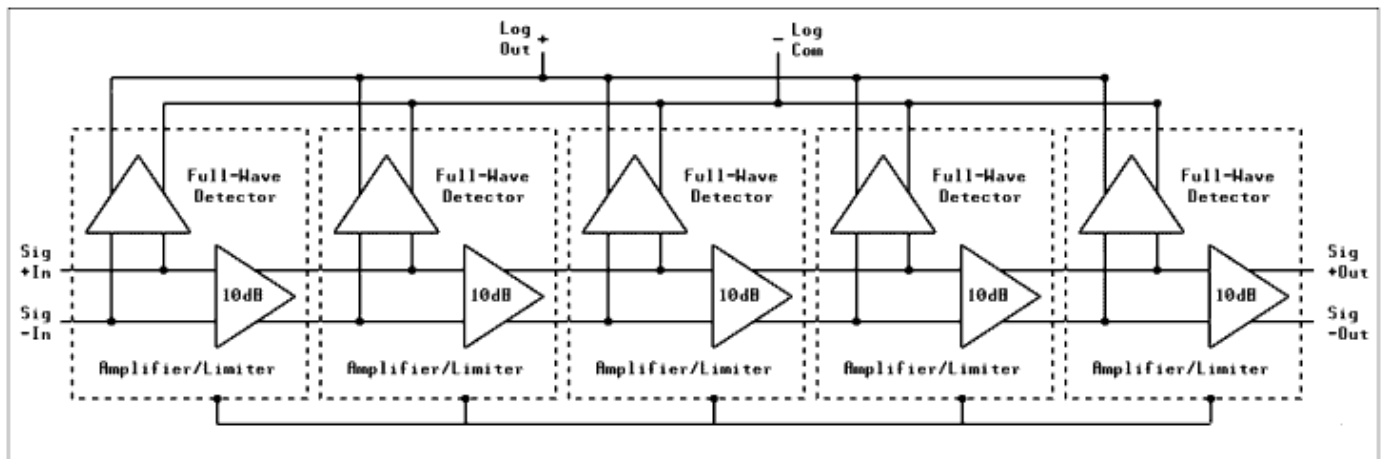 Log
Out +
- Log
Com
Full-Wave
Detector
Full-Wave
Detector
Full-Wave
Detector
Full-Wave
Detector
Full-Wave
Detector
Sig
+In
Sig
-In
10dB
10dB
10dB
10dB
10dB
Sig
+Out
Sig
-Out
Amplifier/Limiter
Amplifier/Limiter
Amplifier/Limiter
Amplifier/Limiter
Amplifier/Limiter